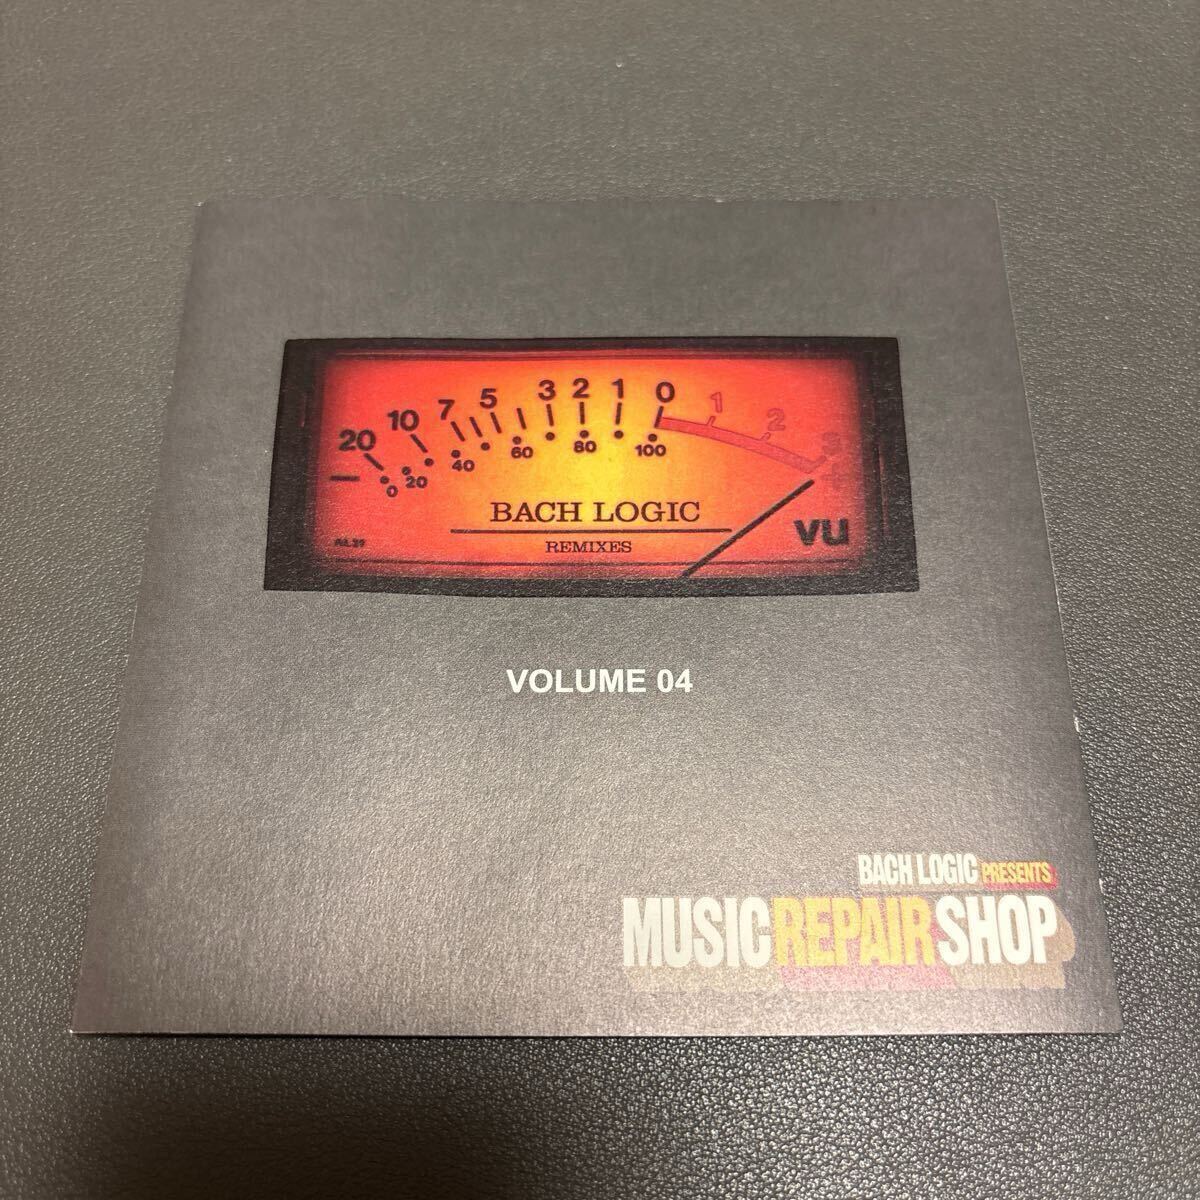 20 10 7 5 3 2 1 0 1 2 3
0 20 40 60 80 100
BACH LOGIC
REMIXES
VU
VOLUME 04
BACH LOGIC PRESENTS
MUSIC REPAIR SHOP